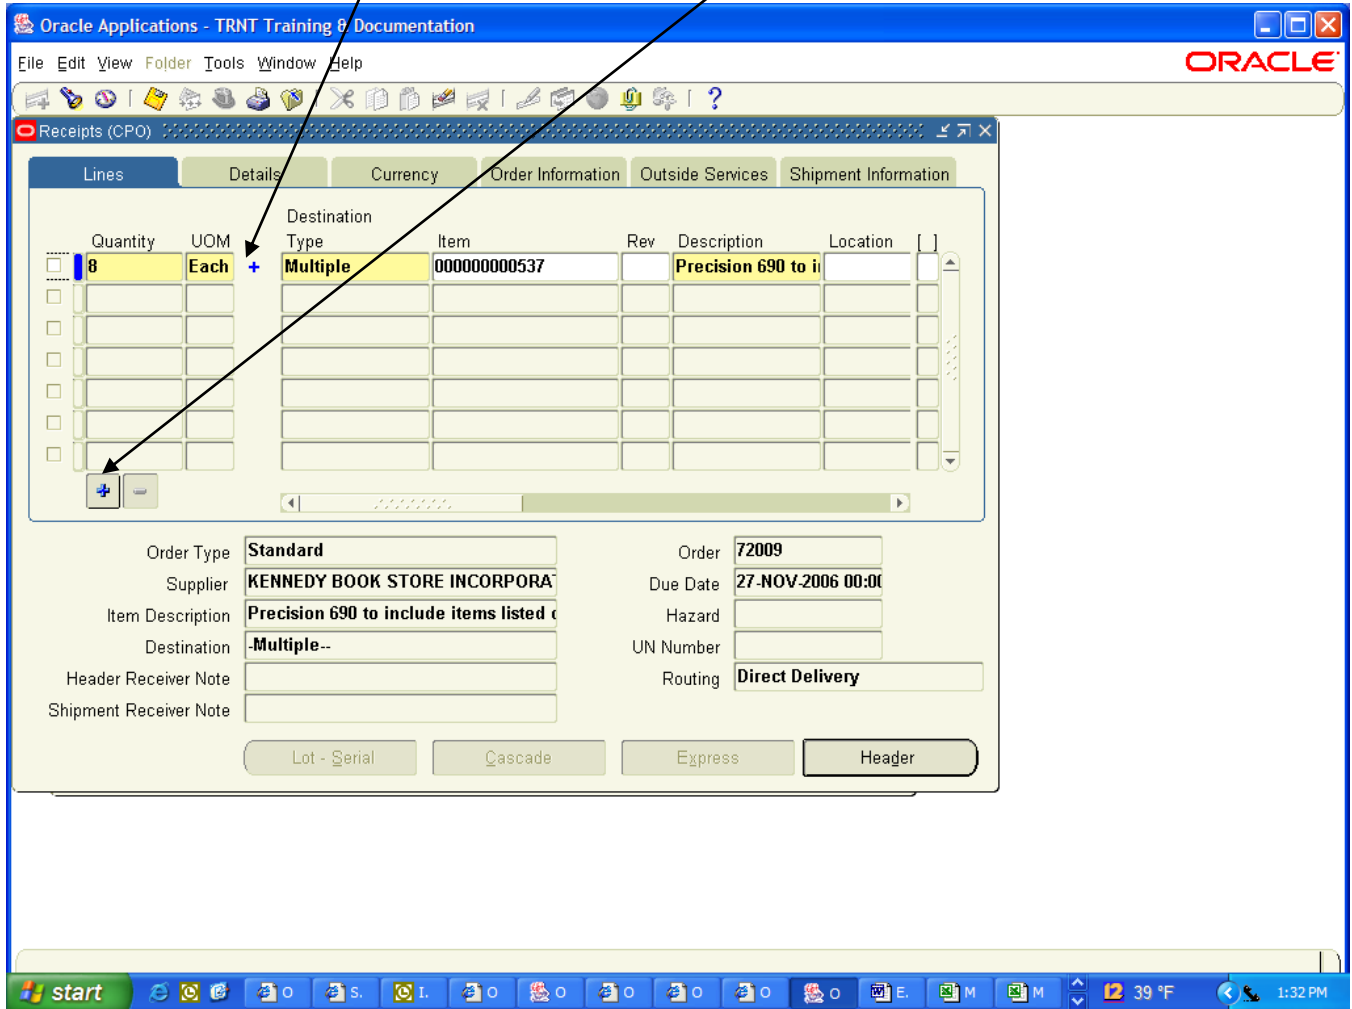 Oracle Applications - TRNT Training & Documentation
File Edit View Folder Tools Window Help
ORACLE
Receipts (CPO)
Lines Details Currency Order Information Outside Services Shipment Information
Destination
Quantity UOM Type Item Rev Description Location [ ]
8 Each + Multiple 000000000537 Precision 690 to i
Order Type Standard Order 72009
Supplier KENNEDY BOOK STORE INCORPORA Due Date 27-NOV-2006 00:0
Item Description Precision 690 to include items listed Hazard
Destination -Multiple-- UN Number
Header Receiver Note Routing Direct Delivery
Shipment Receiver Note
Lot - Serial Cascade Express Header
start O S. I. O O O O O O E. M M 12 39 °F 1:32 PM